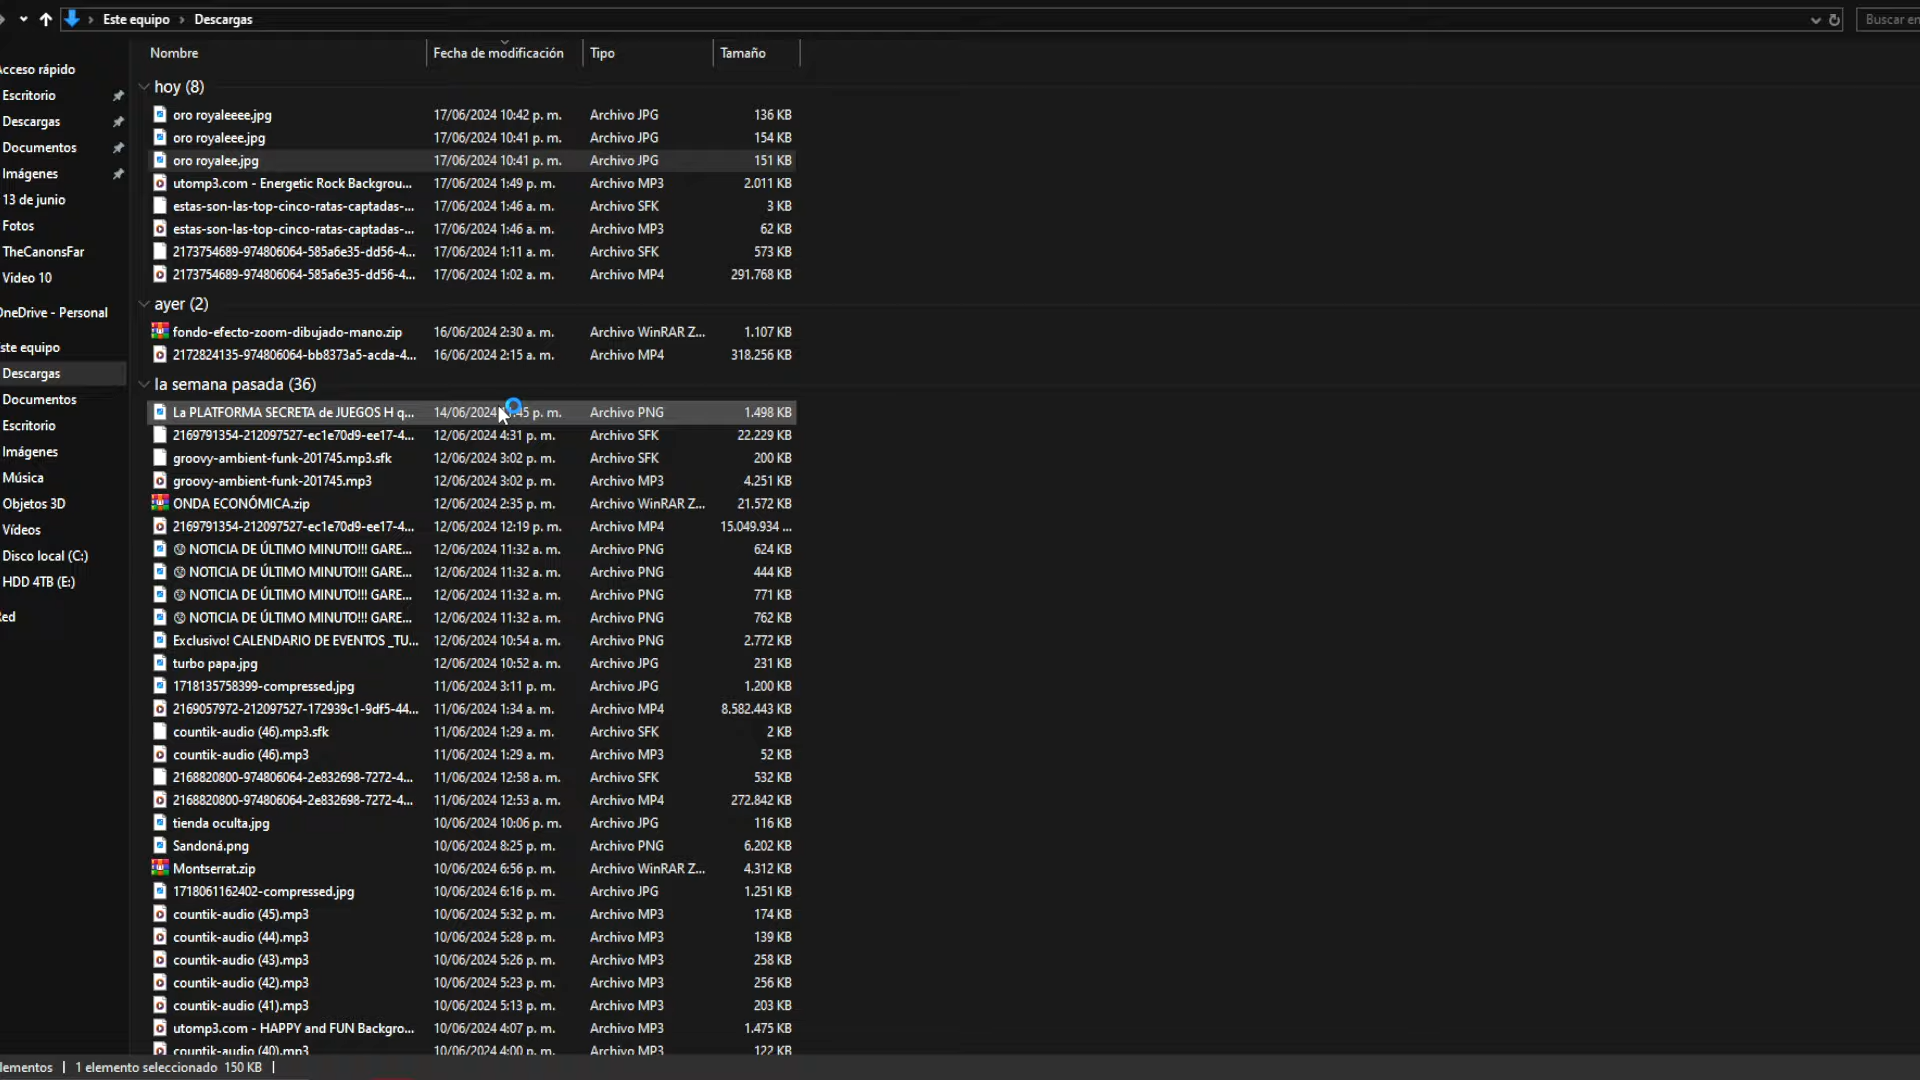 Este equipo > Descargas
Buscar en
Nombre Fecha de modificación Tipo Tamaño
Acceso rápido
Escritorio
Descargas
Documentos
Imágenes
13 de junio
Fotos
TheCanonsFar
Video 10
OneDrive - Personal
ste equipo
Descargas
Documentos
Escritorio
Imágenes
Música
Objetos 3D
Vídeos
Disco local (C:)
HDD 4TB (E:)
ed
hoy (8)
oro royaleeee.jpg 17/06/2024 10:42 p. m. Archivo JPG 136 KB
oro royaleee.jpg 17/06/2024 10:41 p. m. Archivo JPG 154 KB
oro royalee.jpg 17/06/2024 10:41 p. m. Archivo JPG 151 KB
utomp3.com - Energetic Rock Backgrou... 17/06/2024 1:49 p. m. Archivo MP3 2.011 KB
estas-son-las-top-cinco-ratas-captadas-... 17/06/2024 1:46 a. m. Archivo SFK 3 KB
estas-son-las-top-cinco-ratas-captadas-... 17/06/2024 1:46 a. m. Archivo MP3 62 KB
2173754689-974806064-585a6e35-dd56-4... 17/06/2024 1:11 a. m. Archivo SFK 573 KB
2173754689-974806064-585a6e35-dd56-4... 17/06/2024 1:02 a. m. Archivo MP4 291.768 KB
ayer (2)
fondo-efecto-zoom-dibujado-mano.zip 16/06/2024 2:30 a. m. Archivo WinRAR Z... 1.107 KB
2172824135-974806064-bb8373a5-acda-4... 16/06/2024 2:15 a. m. Archivo MP4 318.256 KB
la semana pasada (36)
La PLATFORMA SECRETA de JUEGOS H q... 14/06/2024 :45 p. m. Archivo PNG 1.498 KB
2169791354-212097527-ec1e70d9-ee17-4... 12/06/2024 4:31 p. m. Archivo SFK 22.229 KB
groovy-ambient-funk-201745.mp3.sfk 12/06/2024 3:02 p. m. Archivo SFK 200 KB
groovy-ambient-funk-201745.mp3 12/06/2024 3:02 p. m. Archivo MP3 4.251 KB
ONDA ECONÓMICA.zip 12/06/2024 2:35 p. m. Archivo WinRAR Z... 21.572 KB
2169791354-212097527-ec1e70d9-ee17-4... 12/06/2024 12:19 p. m. Archivo MP4 15.049.934 ...
NOTICIA DE ÚLTIMO MINUTO!!! GARE... 12/06/2024 11:32 a. m. Archivo PNG 624 KB
NOTICIA DE ÚLTIMO MINUTO!!! GARE... 12/06/2024 11:32 a. m. Archivo PNG 444 KB
NOTICIA DE ÚLTIMO MINUTO!!! GARE... 12/06/2024 11:32 a. m. Archivo PNG 771 KB
NOTICIA DE ÚLTIMO MINUTO!!! GARE... 12/06/2024 11:32 a. m. Archivo PNG 762 KB
Exclusivo! CALENDARIO DE EVENTOS _TU... 12/06/2024 10:54 a. m. Archivo PNG 2.772 KB
turbo papa.jpg 12/06/2024 10:52 a. m. Archivo JPG 231 KB
1718135758399-compressed.jpg 11/06/2024 3:11 p. m. Archivo JPG 1.200 KB
2169057972-212097527-172939c1-9df5-44... 11/06/2024 1:34 a. m. Archivo MP4 8.582.443 KB
countik-audio (46).mp3.sfk 11/06/2024 1:29 a. m. Archivo SFK 2 KB
countik-audio (46).mp3 11/06/2024 1:29 a. m. Archivo MP3 52 KB
2168820800-974806064-2e832698-7272-4... 11/06/2024 12:58 a. m. Archivo SFK 532 KB
2168820800-974806064-2e832698-7272-4... 11/06/2024 12:53 a. m. Archivo MP4 272.842 KB
tienda oculta.jpg 10/06/2024 10:06 p. m. Archivo JPG 116 KB
Sandoná.png 10/06/2024 8:25 p. m. Archivo PNG 6.202 KB
Montserrat.zip 10/06/2024 6:56 p. m. Archivo WinRAR Z... 4.312 KB
1718061162402-compressed.jpg 10/06/2024 6:16 p. m. Archivo JPG 1.251 KB
countik-audio (45).mp3 10/06/2024 5:32 p. m. Archivo MP3 174 KB
countik-audio (44).mp3 10/06/2024 5:28 p. m. Archivo MP3 139 KB
countik-audio (43).mp3 10/06/2024 5:26 p. m. Archivo MP3 258 KB
countik-audio (42).mp3 10/06/2024 5:23 p. m. Archivo MP3 256 KB
countik-audio (41).mp3 10/06/2024 5:13 p. m. Archivo MP3 203 KB
utomp3.com - HAPPY and FUN Backgro... 10/06/2024 4:07 p. m. Archivo MP3 1.475 KB
countik-audio (40).mp3 10/06/2024 4:00 p. m. Archivo MP3 122 KB
lementos | 1 elemento seleccionado 150 KB |